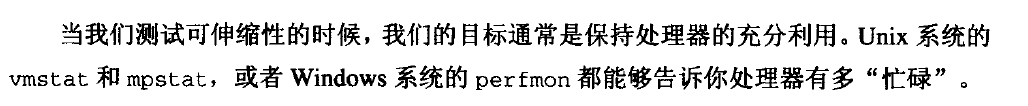 当我们测试可伸缩性的时候，我们的目标通常是保持处理器的充分利用。Unix 系统的
vmstat 和 mpstat，或者 Windows 系统的 perfmon 都能够告诉你处理器有多“忙碌”。